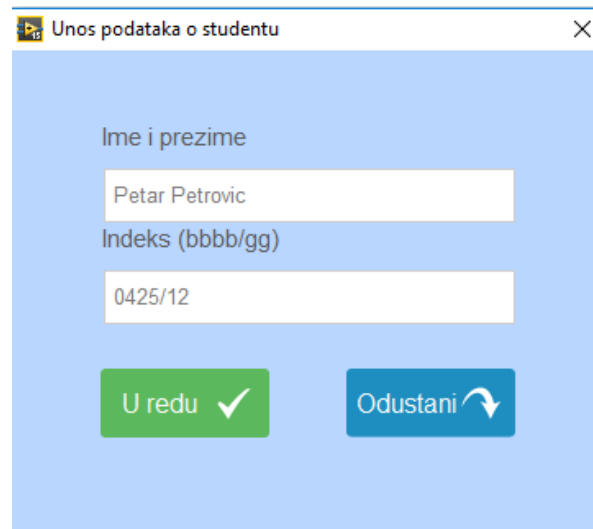 Unos podataka o studentu
Ime i prezime
Petar Petrovic
Indeks (bbbb/gg)
0425/12
U redu
Odustani